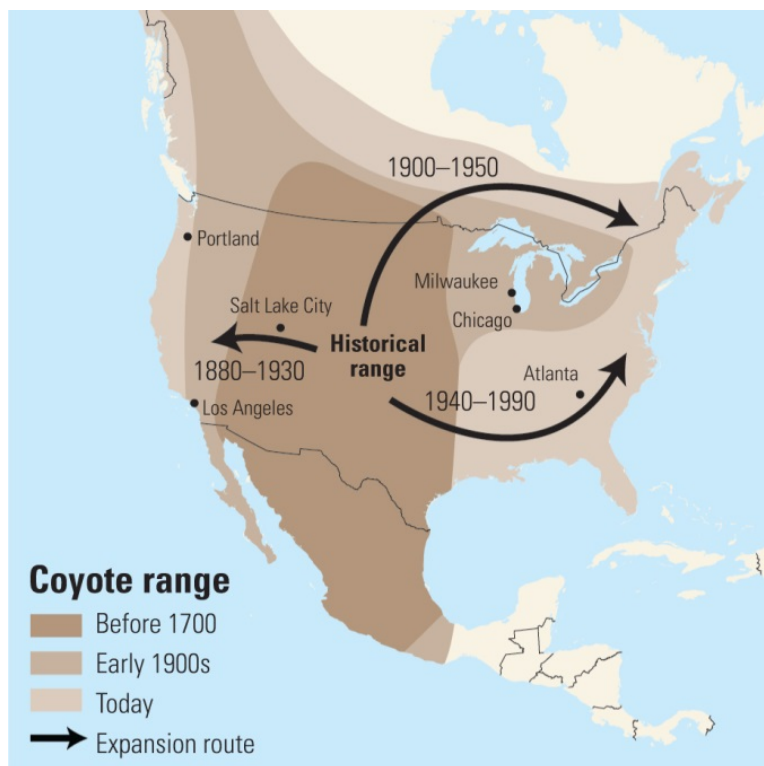 1900–1950
Portland
Milwaukee
Salt Lake City
Chicago
Historical
range
1880–1930
Atlanta
1940–1990
Los Angeles
Coyote range
Before 1700
Early 1900s
Today
Expansion route